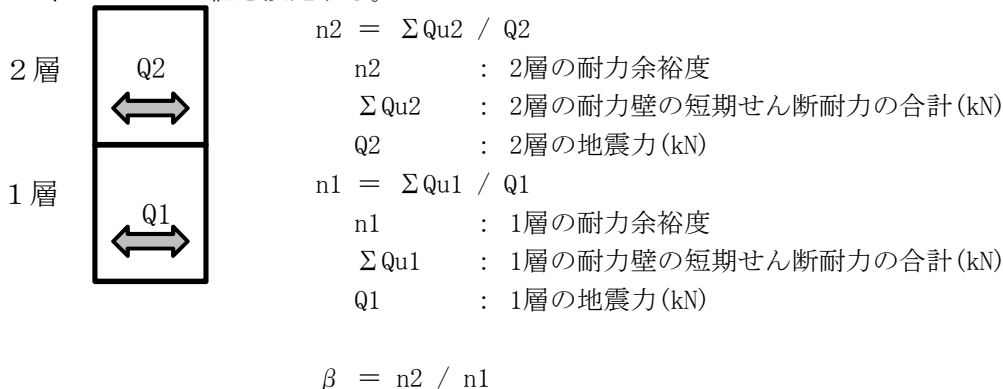 n2 = ΣQu2 / Q2
2層
Q2
n2 : 2層の耐力余裕度
ΣQu2 : 2層の耐力壁の短期せん断耐力の合計(kN)
Q2 : 2層の地震力(kN)
1層
Q1
n1 = ΣQu1 / Q1
n1 : 1層の耐力余裕度
ΣQu1 : 1層の耐力壁の短期せん断耐力の合計(kN)
Q1 : 1層の地震力(kN)
β = n2 / n1